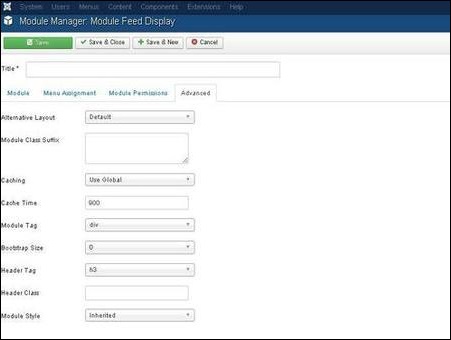 System Users Menus Content Components Extensions Help
Module Manager: Module Feed Display
Save Save & Close Save & New Cancel
Title *
Module Menu Assignment Module Permissions Advanced
Alternative Layout Default
Module Class Suffix
Caching Use Global
Cache Time 900
Module Tag div
Bootstrap Size 0
Header Tag h3
Header Class
Module Style Inherited